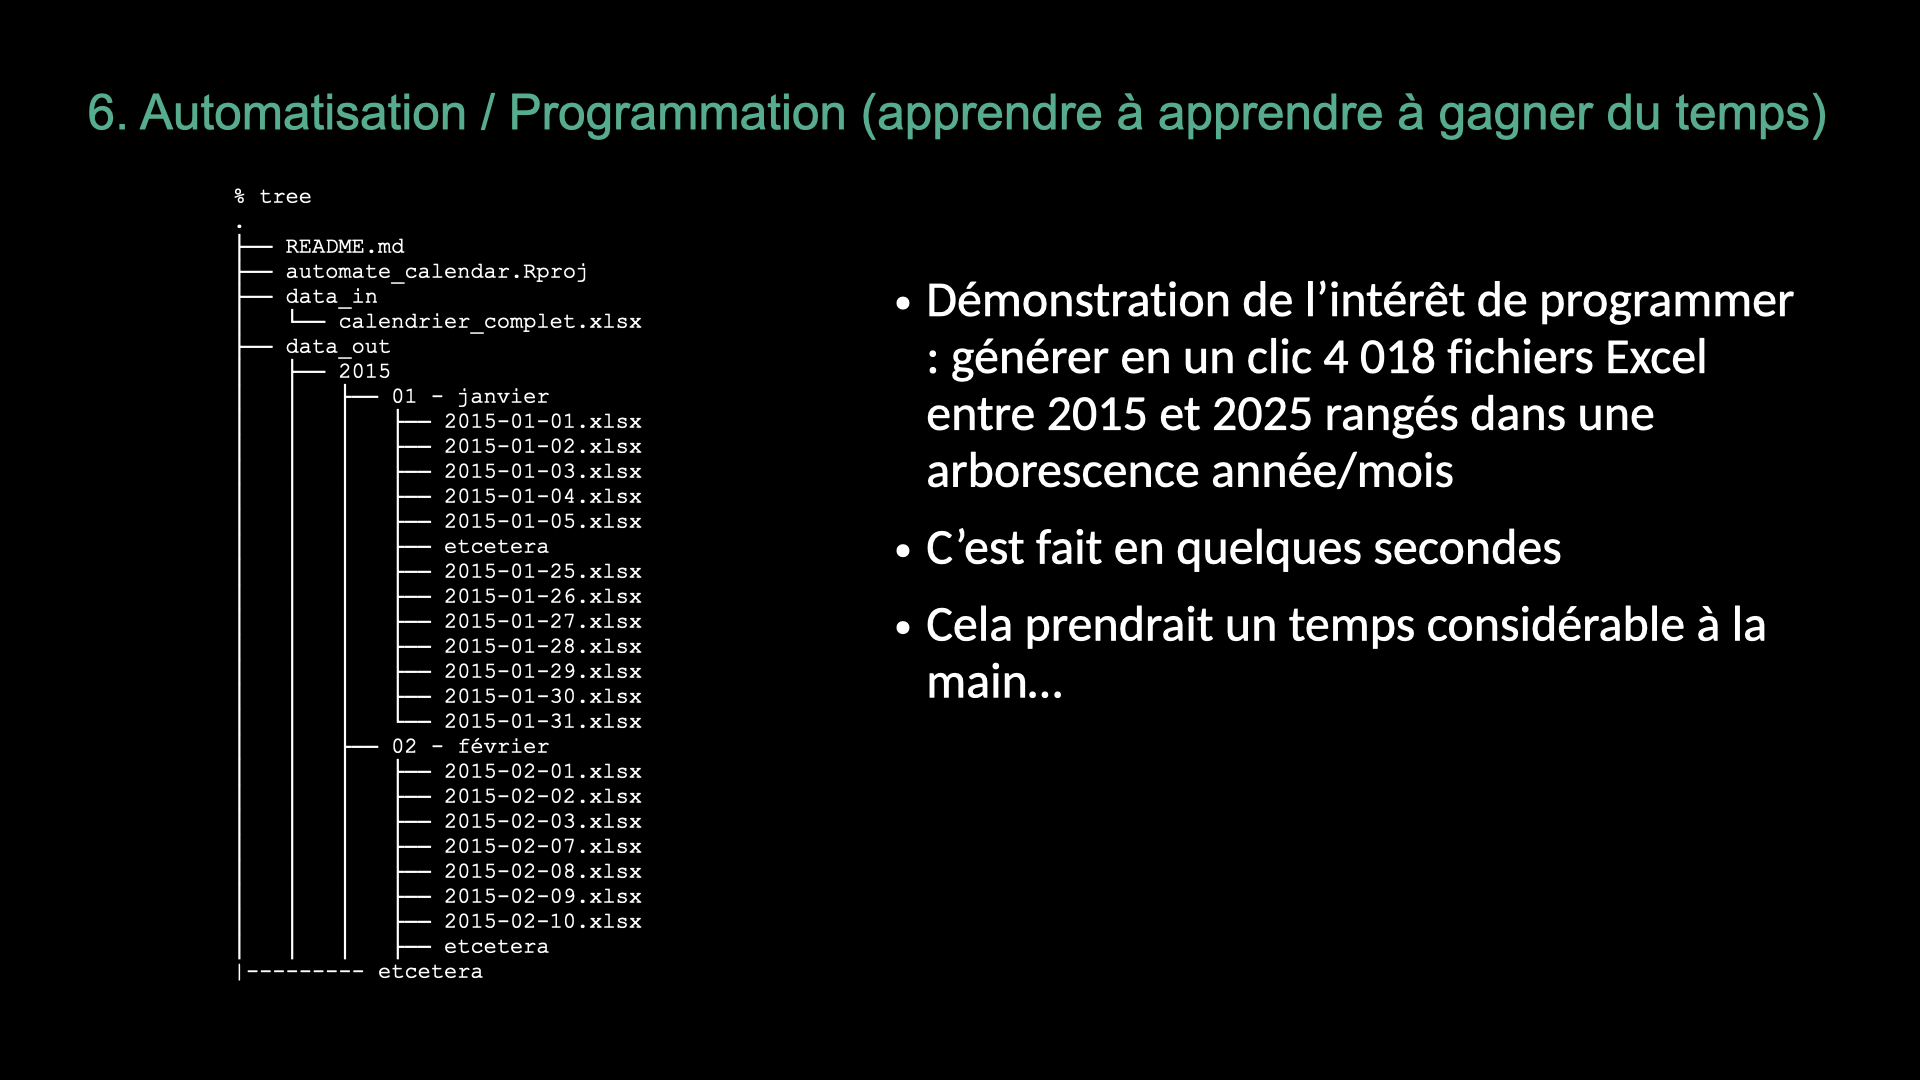 6. Automatisation / Programmation (apprendre à apprendre à gagner du temps)
% tree
.
├── README.md
├── automate_calendar.Rproj
├── data_in
│   └── calendrier_complet.xlsx
├── data_out
│   ├── 2015
│   │   ├── 01 - janvier
│   │   │   ├── 2015-01-01.xlsx
│   │   │   ├── 2015-01-02.xlsx
│   │   │   ├── 2015-01-03.xlsx
│   │   │   ├── 2015-01-04.xlsx
│   │   │   ├── 2015-01-05.xlsx
│   │   │   ├── etcetera
│   │   │   ├── 2015-01-25.xlsx
│   │   │   ├── 2015-01-26.xlsx
│   │   │   ├── 2015-01-27.xlsx
│   │   │   ├── 2015-01-28.xlsx
│   │   │   ├── 2015-01-29.xlsx
│   │   │   ├── 2015-01-30.xlsx
│   │   │   └── 2015-01-31.xlsx
│   │   ├── 02 - février
│   │   │   ├── 2015-02-01.xlsx
│   │   │   ├── 2015-02-02.xlsx
│   │   │   ├── 2015-02-03.xlsx
│   │   │   ├── 2015-02-07.xlsx
│   │   │   ├── 2015-02-08.xlsx
│   │   │   ├── 2015-02-09.xlsx
│   │   │   ├── 2015-02-10.xlsx
│   │   │   ├── etcetera
|--------- etcetera
• Démonstration de l’intérêt de programmer
: générer en un clic 4 018 fichiers Excel
entre 2015 et 2025 rangés dans une
arborescence année/mois
• C’est fait en quelques secondes
• Cela prendrait un temps considérable à la
main…